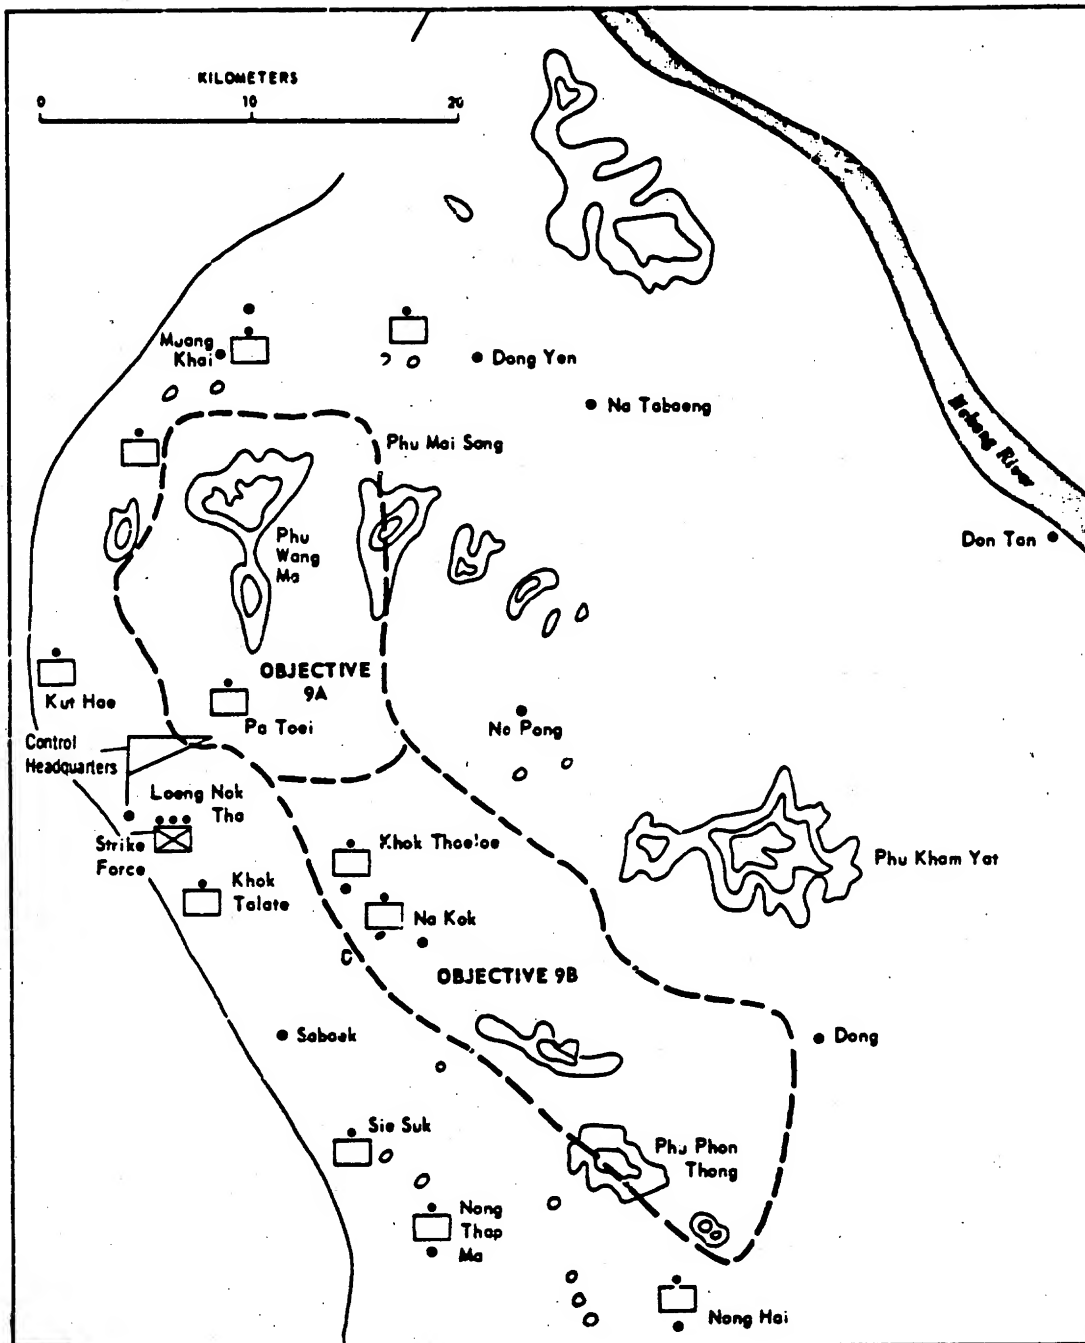 KILOMETERS
0 10 20
Muang
Khai
Dong Yen
Na Tabaeng
Phu Mai Sang
Mekong River
Phu
Wang
Ma
Don Tan
OBJECTIVE
9A
Kut Hae
Pa Toei
Na Pong
Control
Headquarters
Loeng Nok
Tha
Strike
Force
Khok Thaeloe
Phu Kham Yat
Khok
Talate
Na Kok
OBJECTIVE 9B
Saboek
Dong
Sie Suk
Phu Phon
Thong
Nong
Thap
Ma
Nong Hai